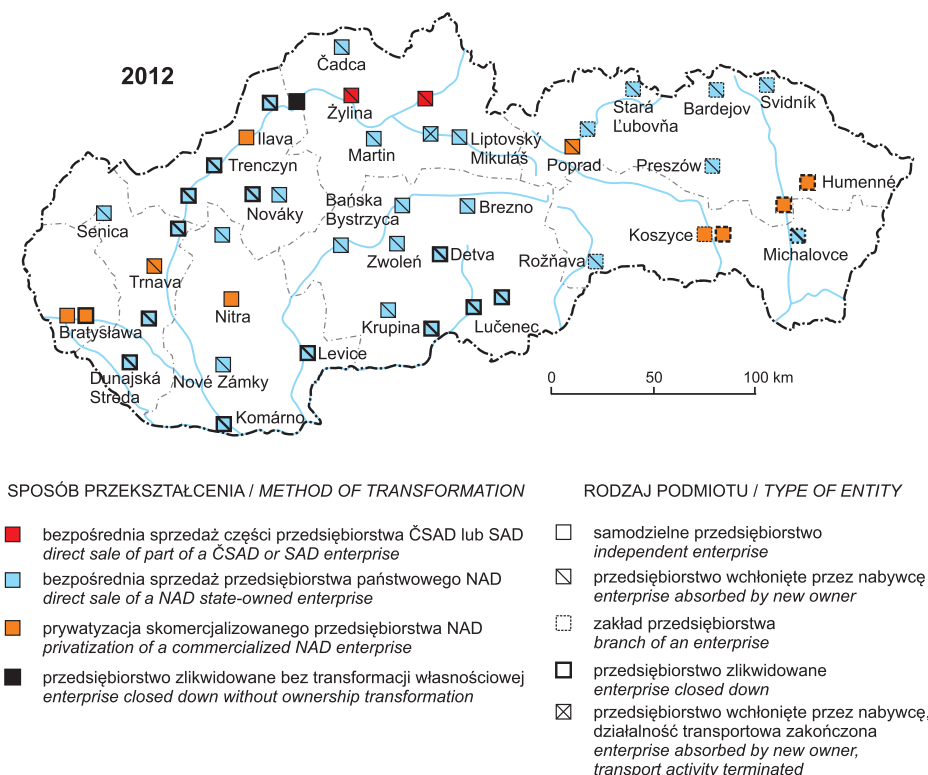 2012
Čadca
Żylina
Ilava
Martin
Liptovský
Mikuláš
Stará
Ľubovňa
Bardejov
Svidník
Poprad
Preszów
Humenné
Trenczyn
Nováky
Bańska
Bystrzyca
Brezno
Senica
Koszyce
Michalovce
Zwoleń
Detva
Rožňava
Trnava
Nitra
Krupina
Lučenec
Bratysława
Levice
Dunajská
Streda
Nové Zámky
Komárno
0 50 100 km
SPOSÓB PRZEKSZTAŁCENIA / METHOD OF TRANSFORMATION
bezpośrednia sprzedaż części przedsiębiorstwa ČSAD lub SAD
direct sale of part of a ČSAD or SAD enterprise
bezpośrednia sprzedaż przedsiębiorstwa państwowego NAD
direct sale of a NAD state-owned enterprise
prywatyzacja skomercjalizowanego przedsiębiorstwa NAD
privatization of a commercialized NAD enterprise
przedsiębiorstwo zlikwidowane bez transformacji własnościowej
enterprise closed down without ownership transformation
RODZAJ PODMIOTU / TYPE OF ENTITY
samodzielne przedsiębiorstwo
independent enterprise
przedsiębiorstwo wchłonięte przez nabywcę
enterprise absorbed by new owner
zakład przedsiębiorstwa
branch of an enterprise
przedsiębiorstwo zlikwidowane
enterprise closed down
przedsiębiorstwo wchłonięte przez nabywcę,
działalność transportowa zakończona
enterprise absorbed by new owner,
transport activity terminated